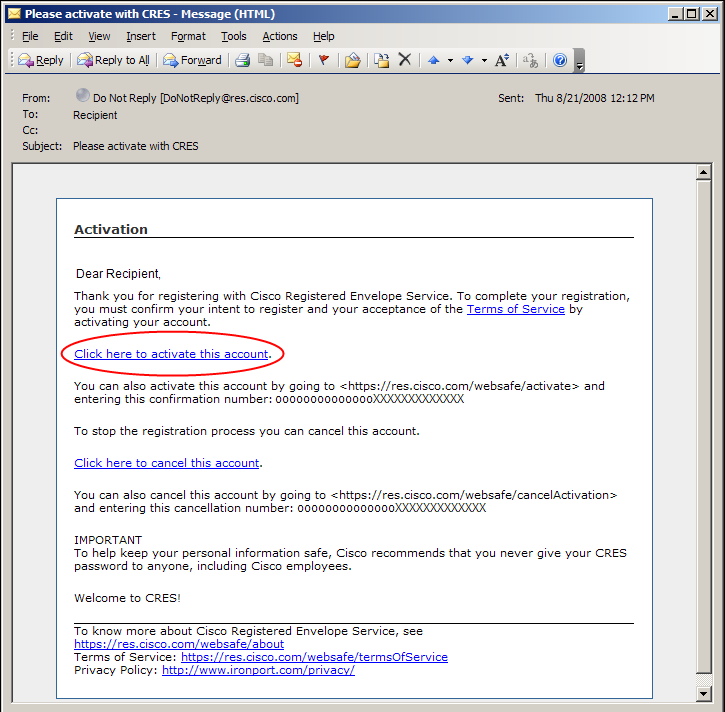 Please activate with CRES - Message (HTML)
File Edit View Insert Format Tools Actions Help
Reply Reply to All Forward
From: Do Not Reply [DoNotReply@res.cisco.com] Sent: Thu 8/21/2008 12:12 PM
To: Recipient
Cc:
Subject: Please activate with CRES
Activation
Dear Recipient,
Thank you for registering with Cisco Registered Envelope Service. To complete your registration,
you must confirm your intent to register and your acceptance of the Terms of Service by
activating your account.
Click here to activate this account.
You can also activate this account by going to <https://res.cisco.com/websafe/activate> and
entering this confirmation number: 00000000000000XXXXXXXXXXXXX
To stop the registration process you can cancel this account.
Click here to cancel this account.
You can also cancel this account by going to <https://res.cisco.com/websafe/cancelActivation>
and entering this cancellation number: 00000000000000XXXXXXXXXXXXX
IMPORTANT
To help keep your personal information safe, Cisco recommends that you never give your CRES
password to anyone, including Cisco employees.
Welcome to CRES!
To know more about Cisco Registered Envelope Service, see
https://res.cisco.com/websafe/about
Terms of Service: https://res.cisco.com/websafe/termsOfService
Privacy Policy: http://www.ironport.com/privacy/